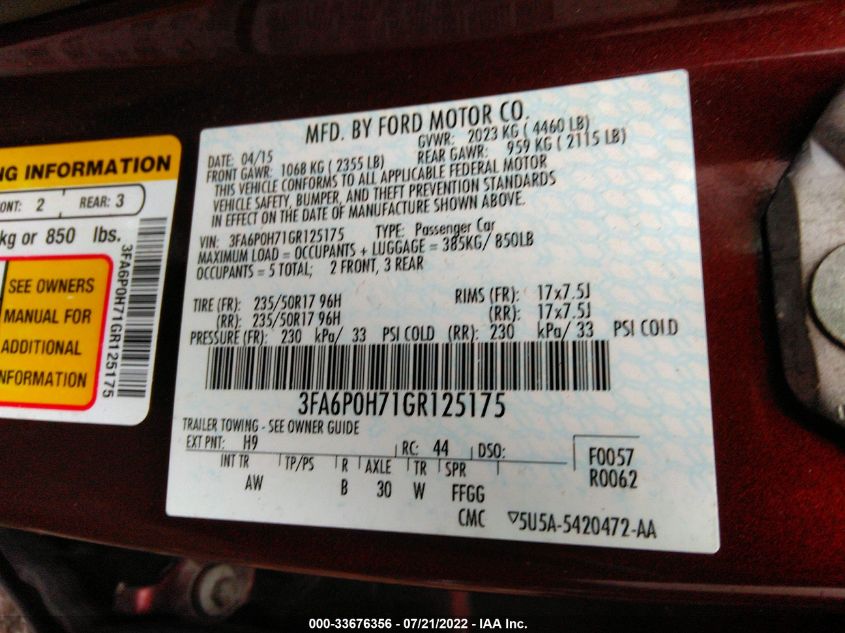 NG INFORMATION
ONT: 2 REAR: 3
kg or 850 lbs.
SEE OWNERS
MANUAL FOR
ADDITIONAL
NFORMATION
3FA6P0H71GR125175
MFD. BY FORD MOTOR CO.
DATE: 04/15 GVWR: 2023 KG ( 4460 LB)
FRONT GAWR: 1068 KG ( 2355 LB) REAR GAWR: 959 KG ( 2115 LB)
THIS VEHICLE CONFORMS TO ALL APPLICABLE FEDERAL MOTOR
VEHICLE SAFETY, BUMPER, AND THEFT PREVENTION STANDARDS
IN EFFECT ON THE DATE OF MANUFACTURE SHOWN ABOVE.
VIN: 3FA6P0H71GR125175 TYPE: Passenger Car
MAXIMUM LOAD = OCCUPANTS + LUGGAGE = 385KG/ 850LB
OCCUPANTS = 5 TOTAL; 2 FRONT, 3 REAR
TIRE (FR): 235/50R17 96H RIMS (FR): 17x7.5J
(RR): 235/50R17 96H (RR): 17x7.5J
PRESSURE (FR): 230 kPa/ 33 PSI COLD (RR): 230 kPa/ 33 PSI COLD
3FA6P0H71GR125175
TRAILER TOWING - SEE OWNER GUIDE
EXT PNT: H9 RC: 44 DSO: F0057
R0062
INT TR TP/PS R AXLE TR SPR
AW B 30 W FFGG
CMC ▽5U5A-5420472-AA
000-33676356 - 07/21/2022 - IAA Inc.